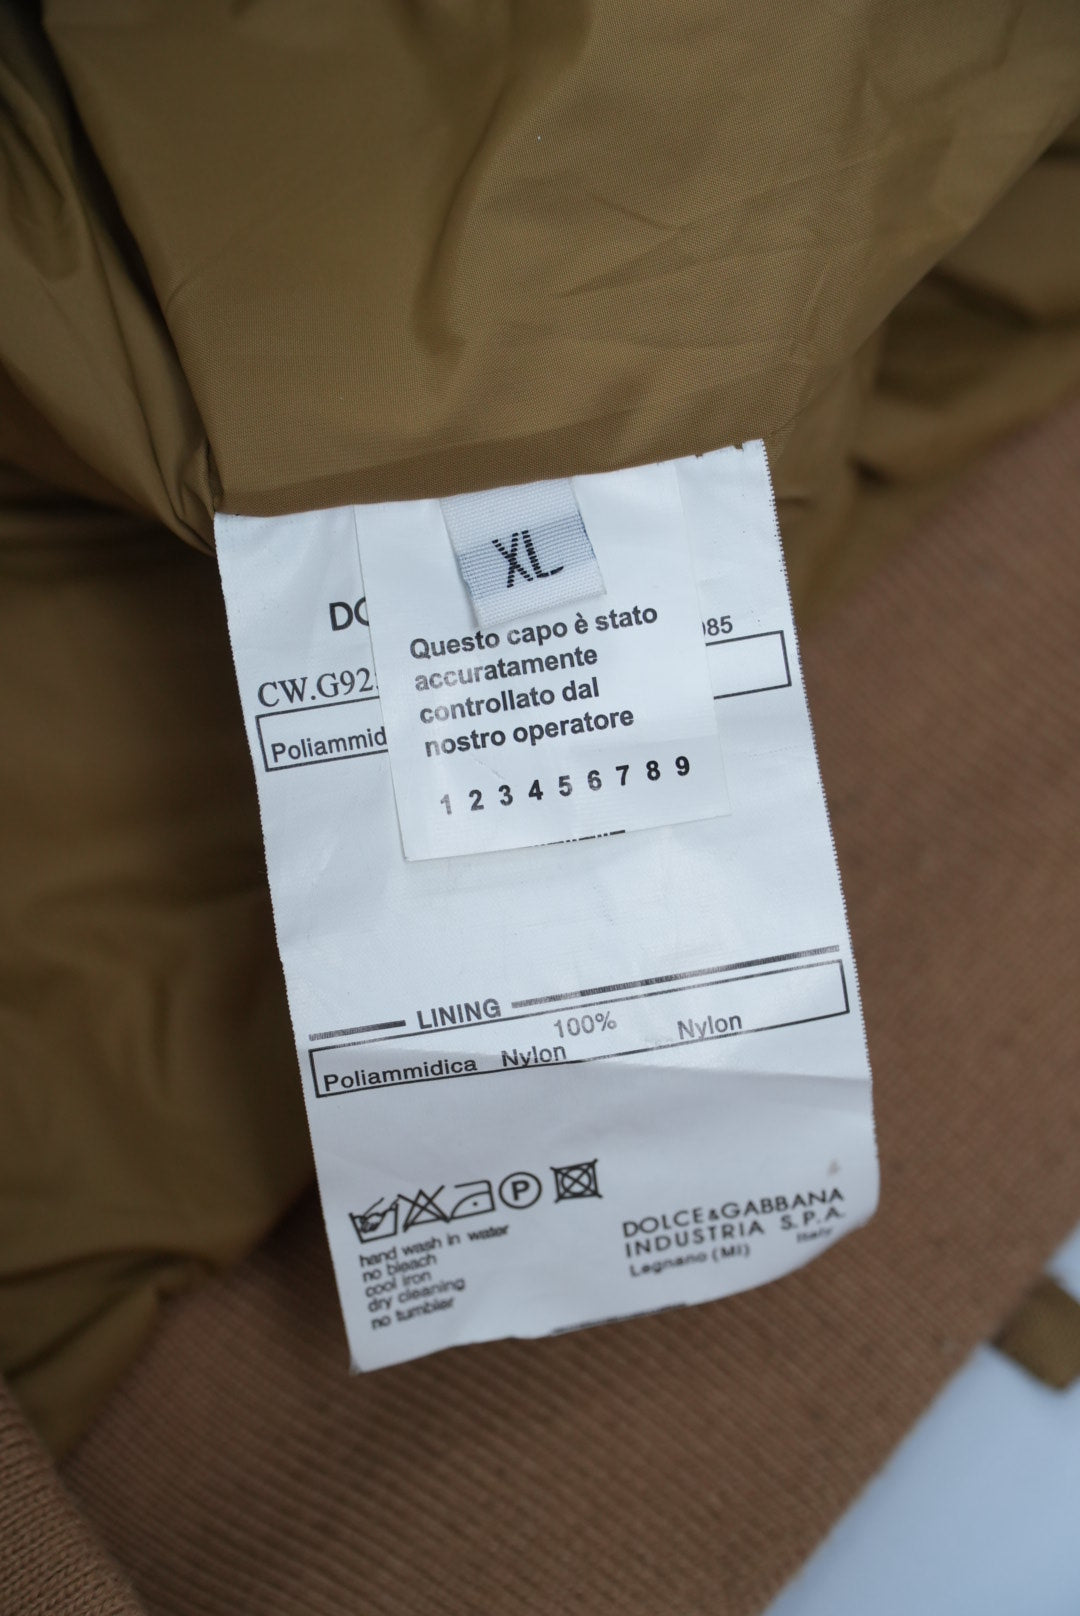 XL
Questo capo è stato
accuratamente
controllato dal
nostro operatore
1 2 3 4 5 6 7 8 9
CW.G92
Poliammid
LINING
100%
Poliammidica Nylon Nylon
P
hand wash in water
no bleach
cool iron
dry cleaning
no tumbler
DOLCE&GABBANA
INDUSTRIA S.P.A.
Legnano (MI) Italy